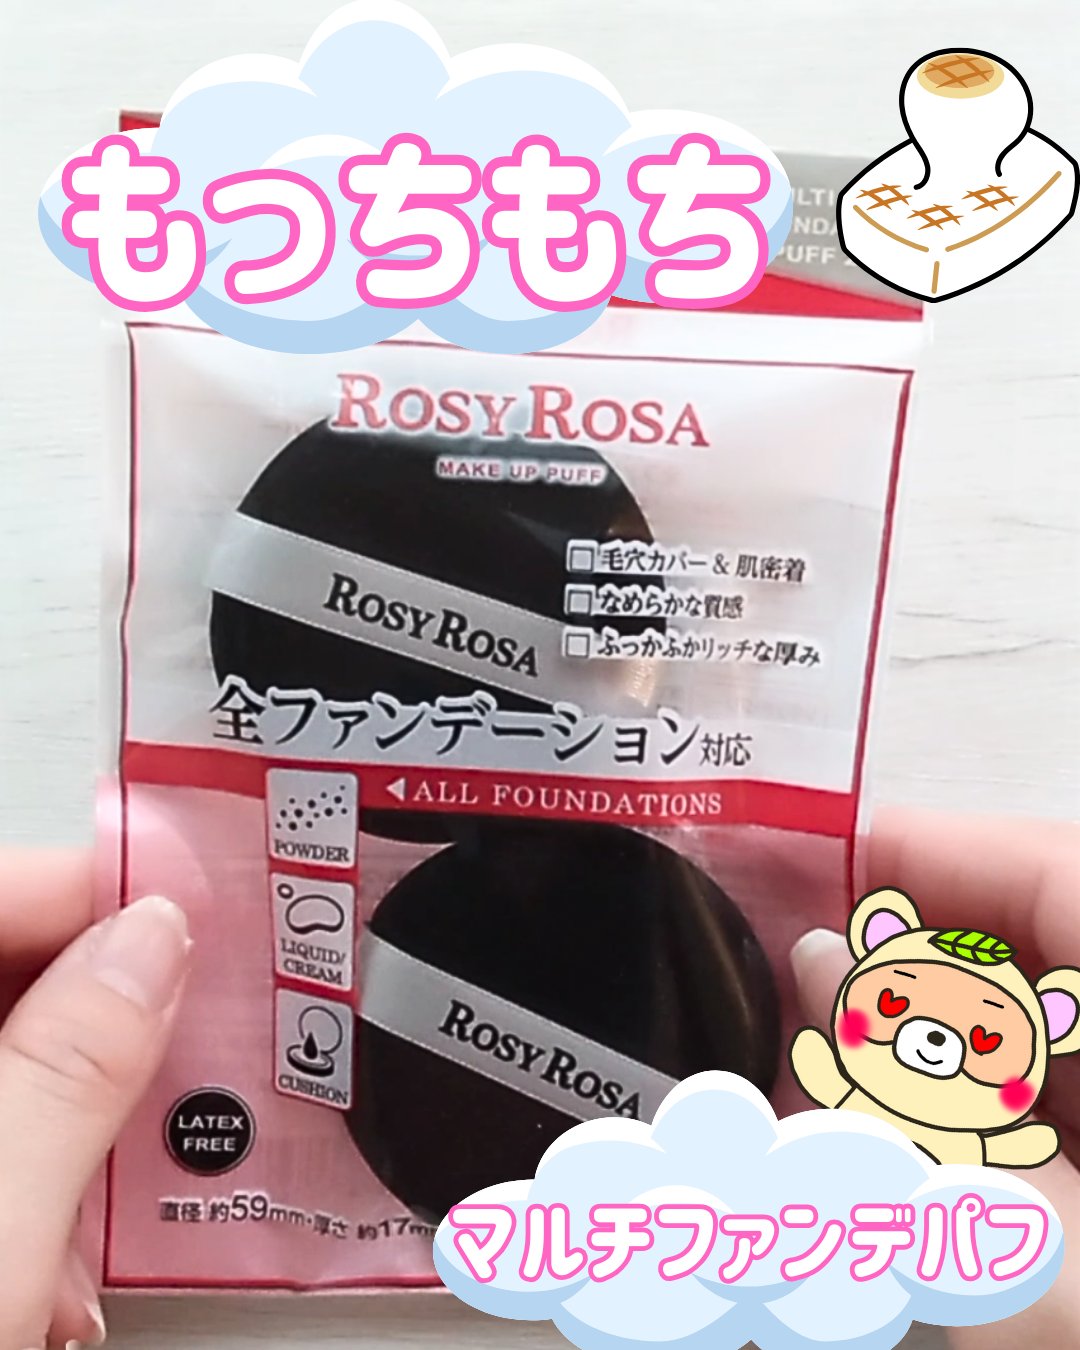 もっちもち
ROSY ROSA
MAKE UP PUFF
毛穴カバー & 肌密着
なめらかな質感
ふっかふかリッチな厚み
ROSY ROSA
全ファンデーション対応
◀ALL FOUNDATIONS
POWDER
LIQUID/
CREAM
CUSHION
ROSY ROSA
LATEX
FREE
直径 約59mm・厚さ 約17m
マルチファンデパフ